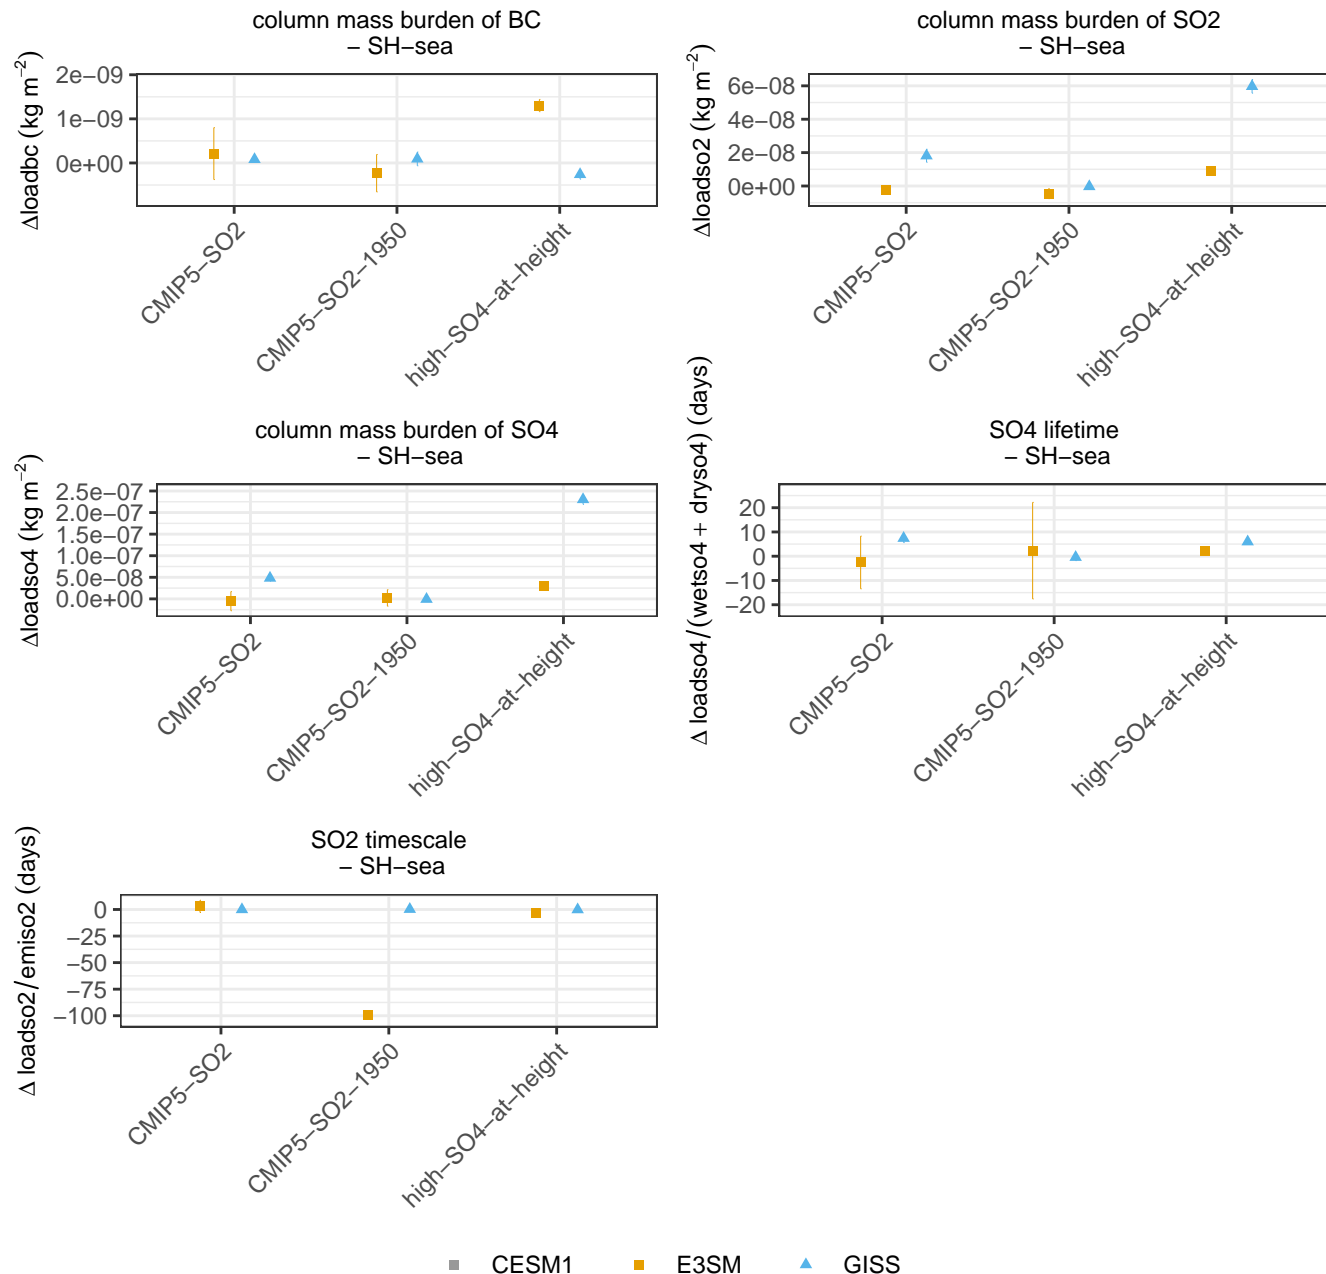 column mass burden of BC
− SH−sea
Δloadbc (kg m⁻²)
2e−09
1e−09
0e+00
CMIP5−SO2
CMIP5−SO2−1950
high−SO4−at−height
column mass burden of SO2
− SH−sea
Δloadso2 (kg m⁻²)
6e−08
4e−08
2e−08
0e+00
CMIP5−SO2
CMIP5−SO2−1950
high−SO4−at−height
column mass burden of SO4
− SH−sea
Δloadso4 (kg m⁻²)
2.5e−07
2.0e−07
1.5e−07
1.0e−07
5.0e−08
0.0e+00
CMIP5−SO2
CMIP5−SO2−1950
high−SO4−at−height
SO4 lifetime
− SH−sea
Δ loadso4/(wetso4 + dryso4) (days)
20
10
0
−10
−20
CMIP5−SO2
CMIP5−SO2−1950
high−SO4−at−height
SO2 timescale
− SH−sea
Δ loadso2/emiso2 (days)
0
−25
−50
−75
−100
CMIP5−SO2
CMIP5−SO2−1950
high−SO4−at−height
CESM1 E3SM GISS